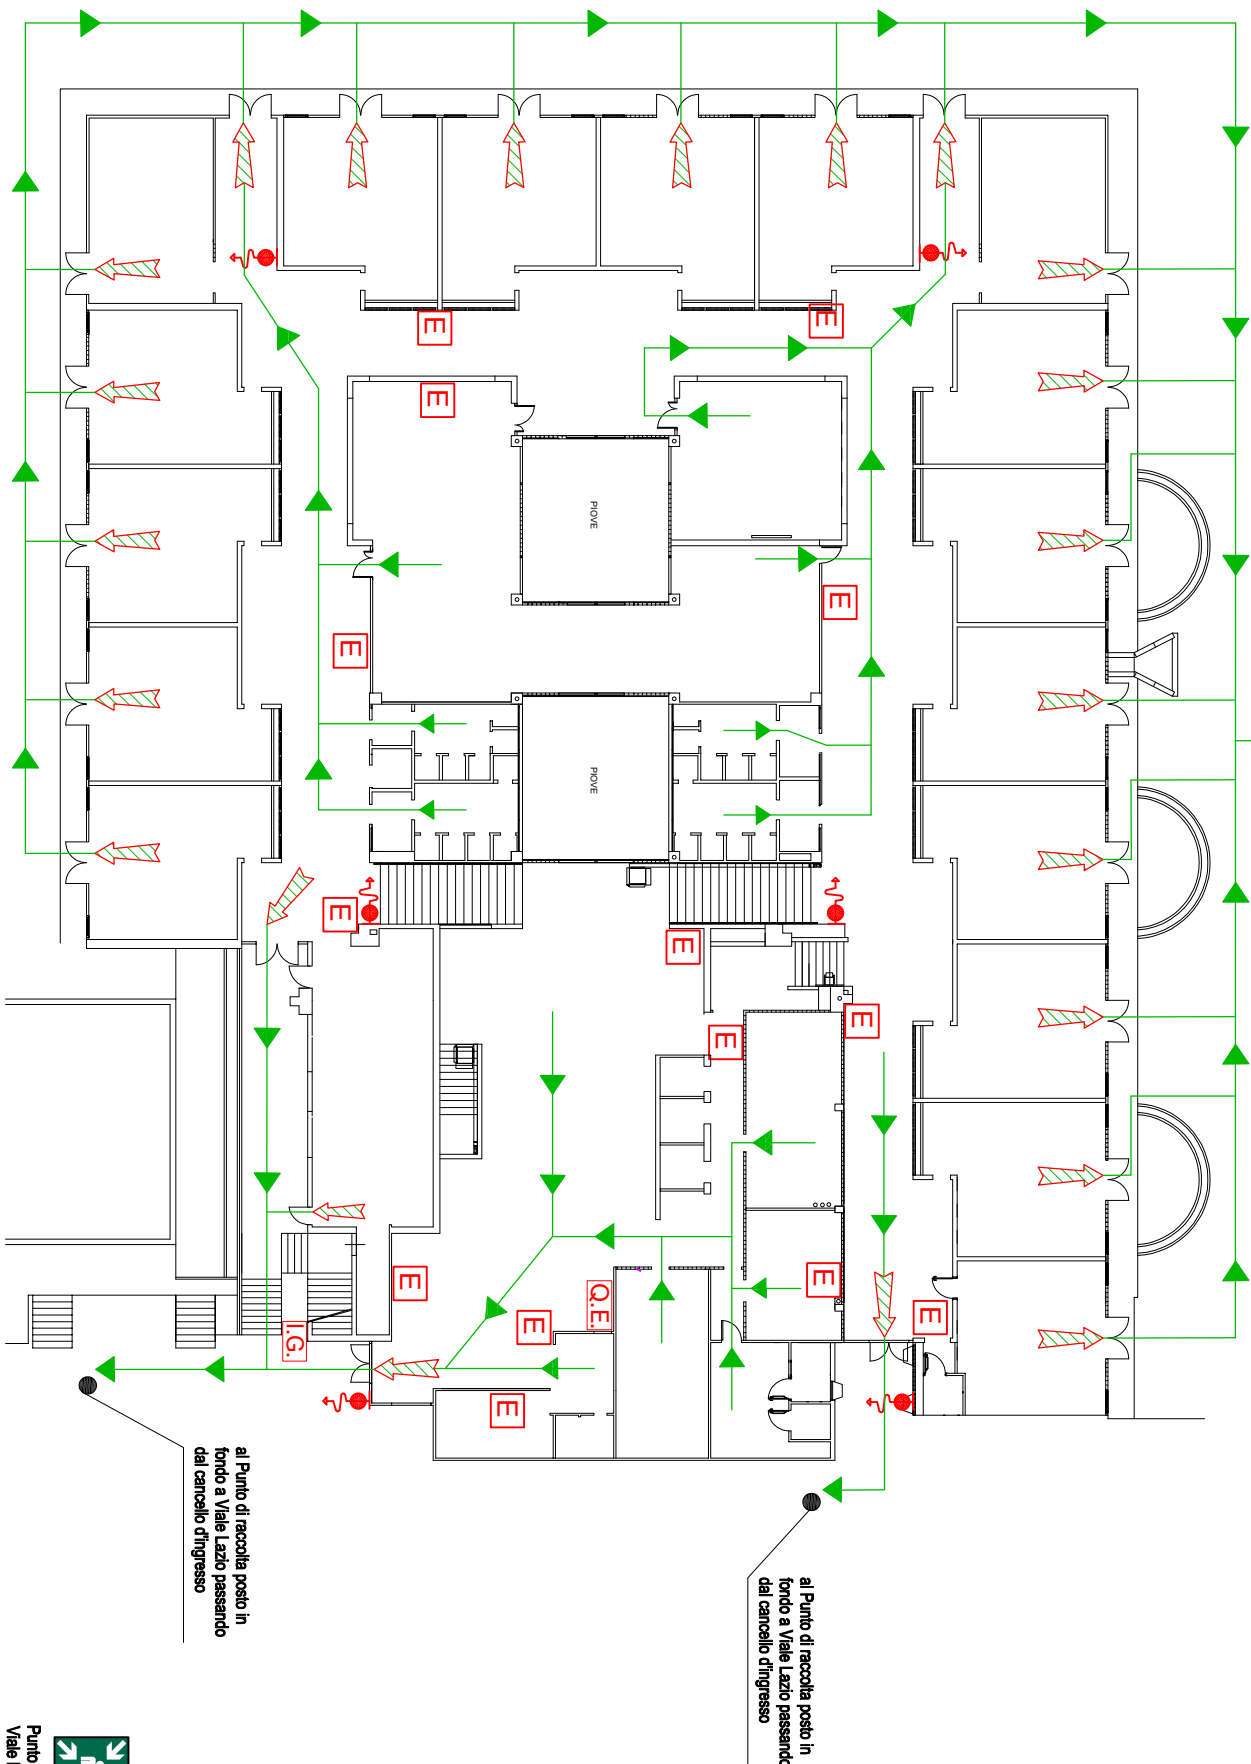 E
E
E
PIOVE
E
E
PIOVE
E
E
E
E
E
E
Q.E.
E
E
I.G.
E
al Punto di raccolta posto in
fondo a Viale Lazio passando
dal cancello d'ingresso
al Punto di raccolta posto in
fondo a Viale Lazio passando
dal cancello d'ingresso
Punto
Viale